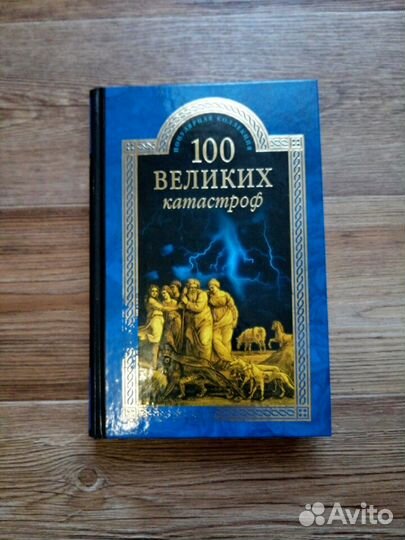 ПОПУЛЯРНАЯ КОЛЛЕКЦИЯ
100
ВЕЛИКИХ
катастроф
Avito